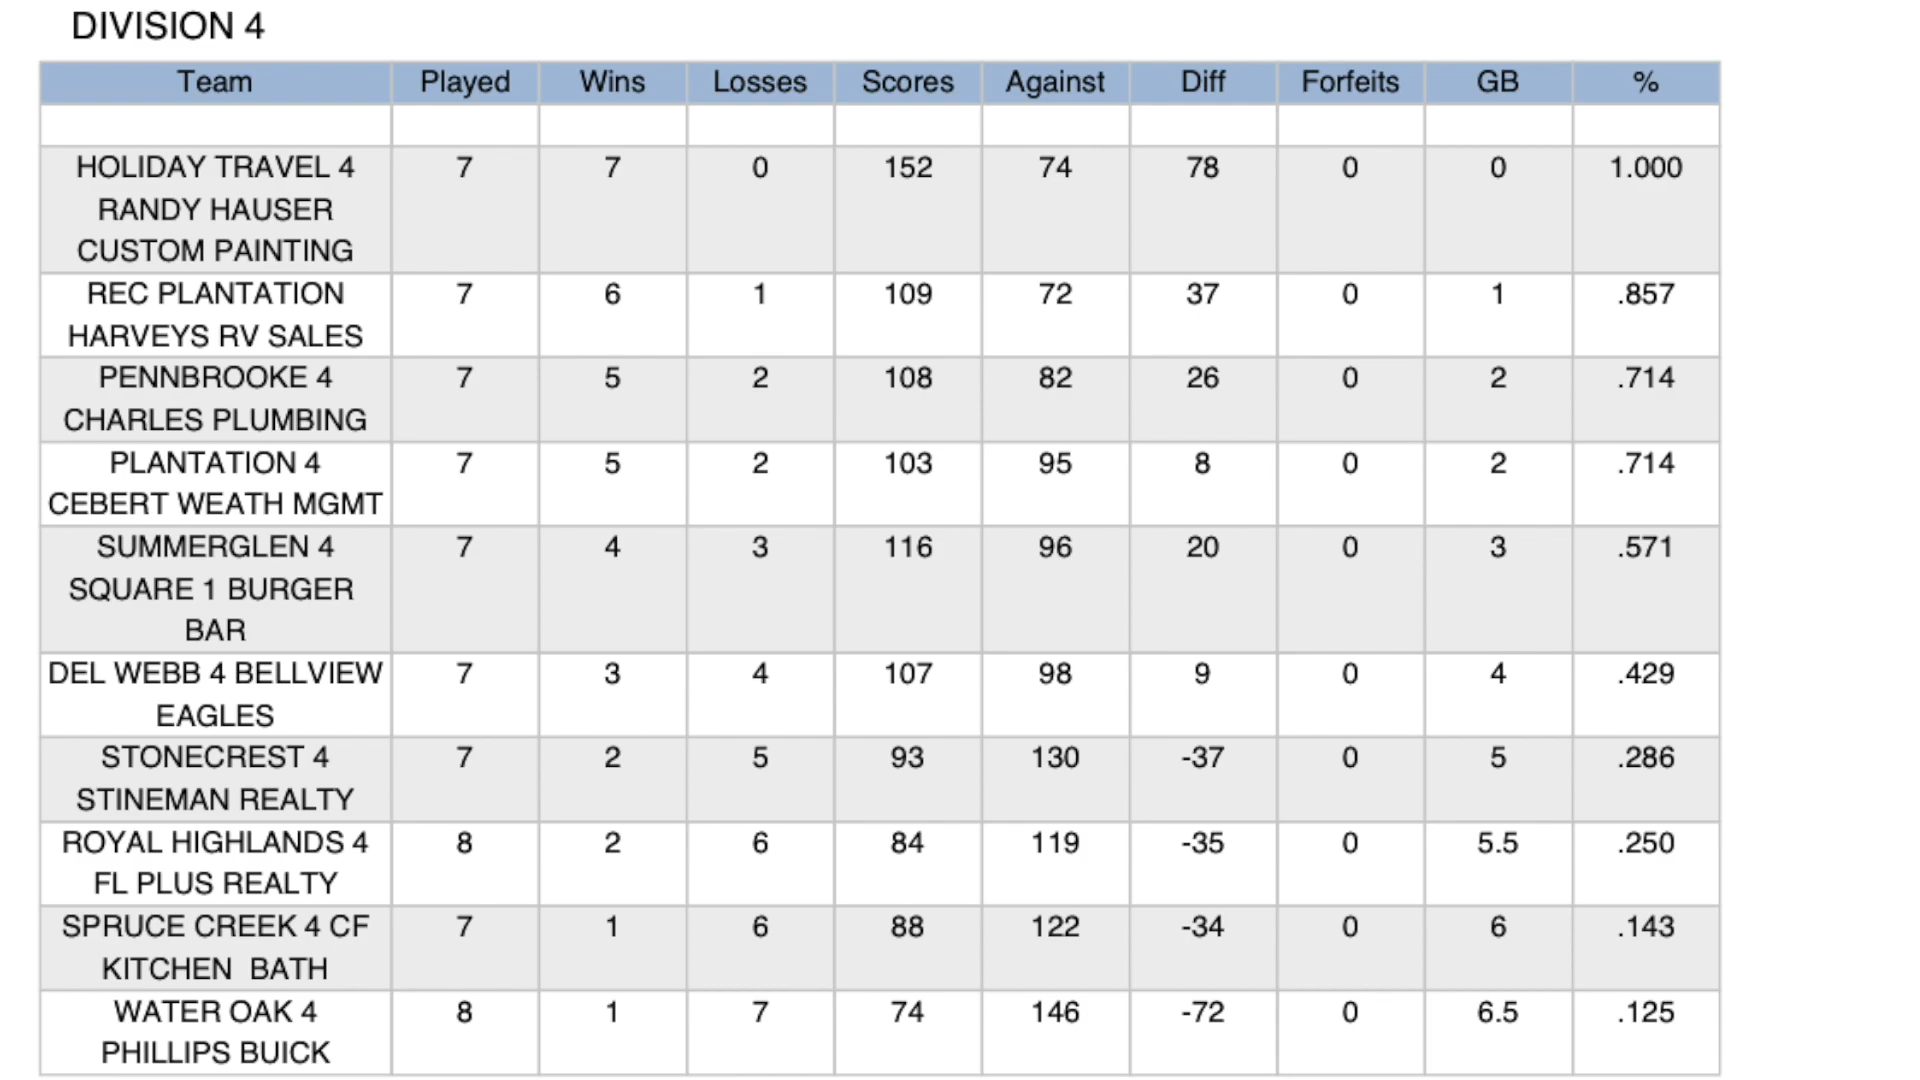 DIVISION 4
Team Played Wins Losses Scores Against Diff Forfeits GB %
HOLIDAY TRAVEL 4 7 7 0 152 74 78 0 0 1.000
RANDY HAUSER
CUSTOM PAINTING
REC PLANTATION 7 6 1 109 72 37 0 1 .857
HARVEYS RV SALES
PENNBROOKE 4 7 5 2 108 82 26 0 2 .714
CHARLES PLUMBING
PLANTATION 4 7 5 2 103 95 8 0 2 .714
CEBERT WEATH MGMT
SUMMERGLEN 4 7 4 3 116 96 20 0 3 .571
SQUARE 1 BURGER
BAR
DEL WEBB 4 BELLVIEW 7 3 4 107 98 9 0 4 .429
EAGLES
STONECREST 4 7 2 5 93 130 -37 0 5 .286
STINEMAN REALTY
ROYAL HIGHLANDS 4 8 2 6 84 119 -35 0 5.5 .250
FL PLUS REALTY
SPRUCE CREEK 4 CF 7 1 6 88 122 -34 0 6 .143
KITCHEN  BATH
WATER OAK 4 8 1 7 74 146 -72 0 6.5 .125
PHILLIPS BUICK